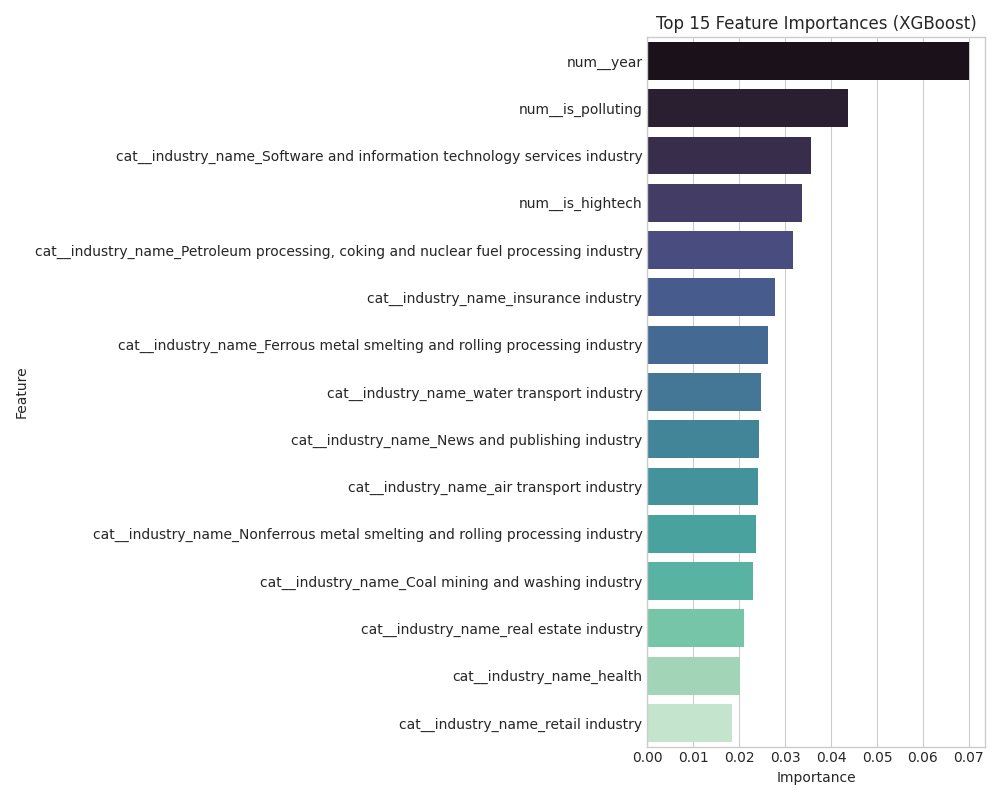 Top 15 Feature Importances (XGBoost)
num__year
num__is_polluting
cat__industry_name_Software and information technology services industry
num__is_hightech
cat__industry_name_Petroleum processing, coking and nuclear fuel processing industry
cat__industry_name_insurance industry
cat__industry_name_Ferrous metal smelting and rolling processing industry
cat__industry_name_water transport industry
cat__industry_name_News and publishing industry
cat__industry_name_air transport industry
cat__industry_name_Nonferrous metal smelting and rolling processing industry
cat__industry_name_Coal mining and washing industry
cat__industry_name_real estate industry
cat__industry_name_health
cat__industry_name_retail industry
Feature
0.00 0.01 0.02 0.03 0.04 0.05 0.06 0.07
Importance